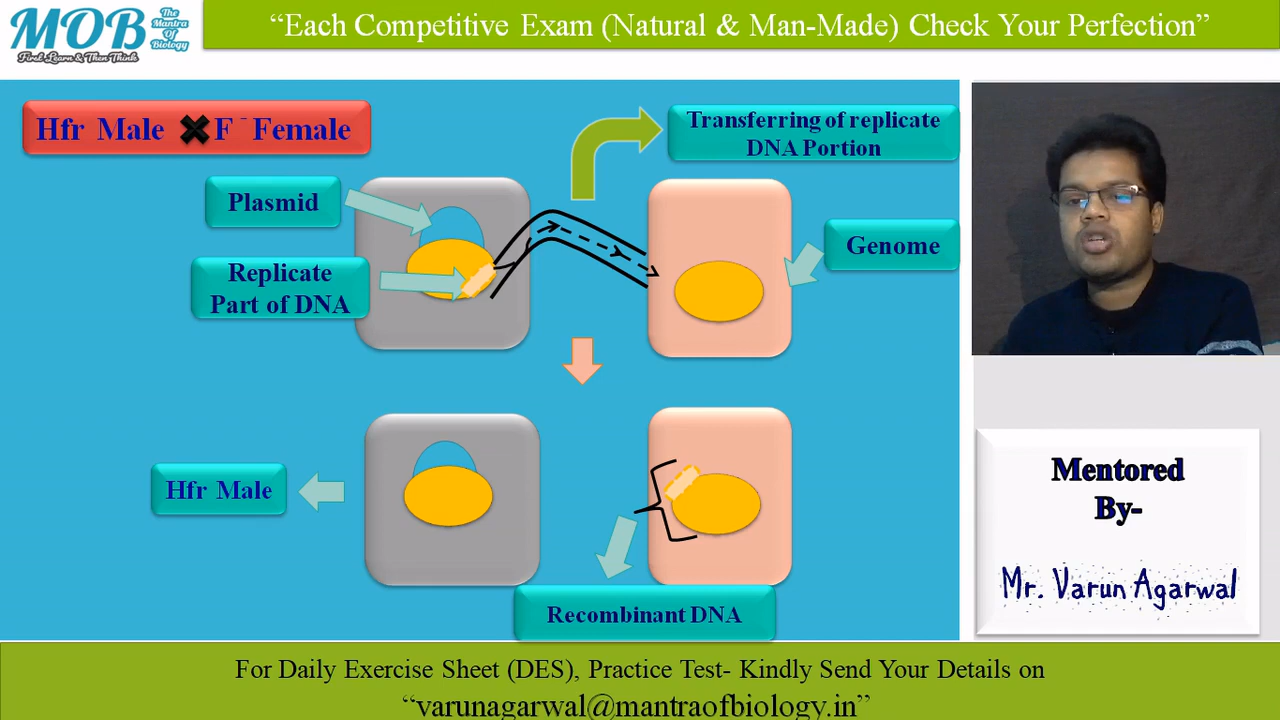 MOB The Mantra Of Biology
First Learn & Then Think
“Each Competitive Exam (Natural & Man-Made) Check Your Perfection”
Hfr Male ✖ F⁻ Female
Transferring of replicate
DNA Portion
Plasmid
Genome
Replicate
Part of DNA
Hfr Male
Recombinant DNA
Mentored
By-
Mr. Varun Agarwal
For Daily Exercise Sheet (DES), Practice Test- Kindly Send Your Details on
“varunagarwal@mantraofbiology.in”